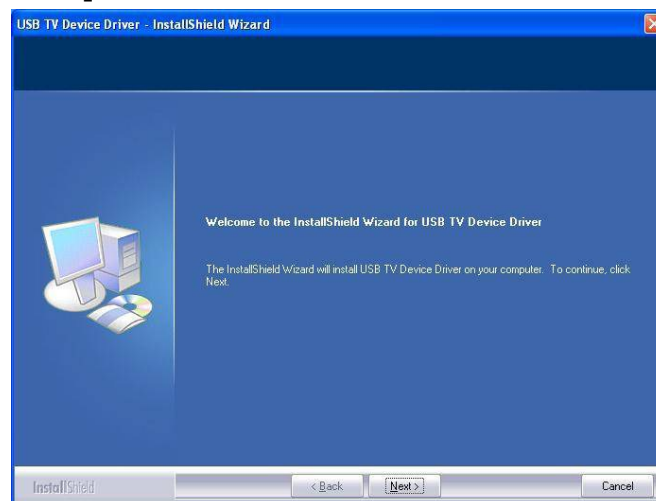 USB TV Device Driver - InstallShield Wizard
Welcome to the InstallShield Wizard for USB TV Device Driver
The InstallShield Wizard will install USB TV Device Driver on your computer. To continue, click
Next.
InstallShield
< Back
Next >
Cancel